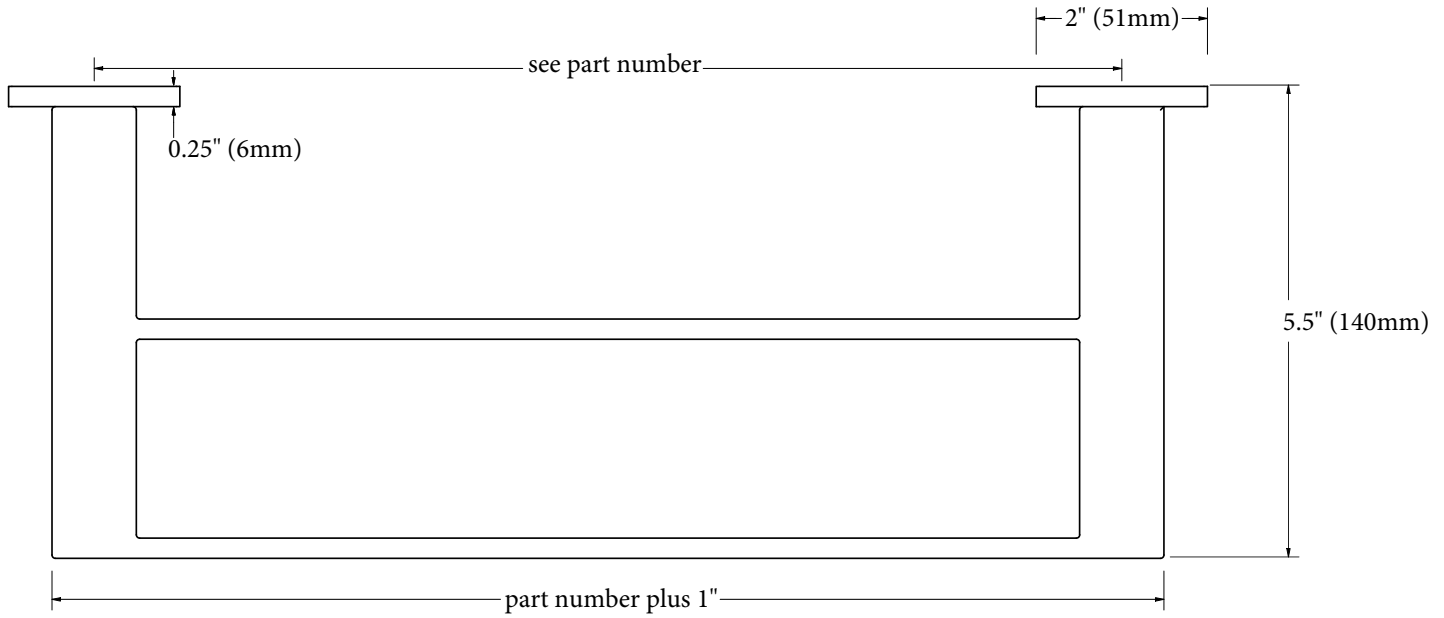 2" (51mm)
see part number
0.25" (6mm)
5.5" (140mm)
part number plus 1"